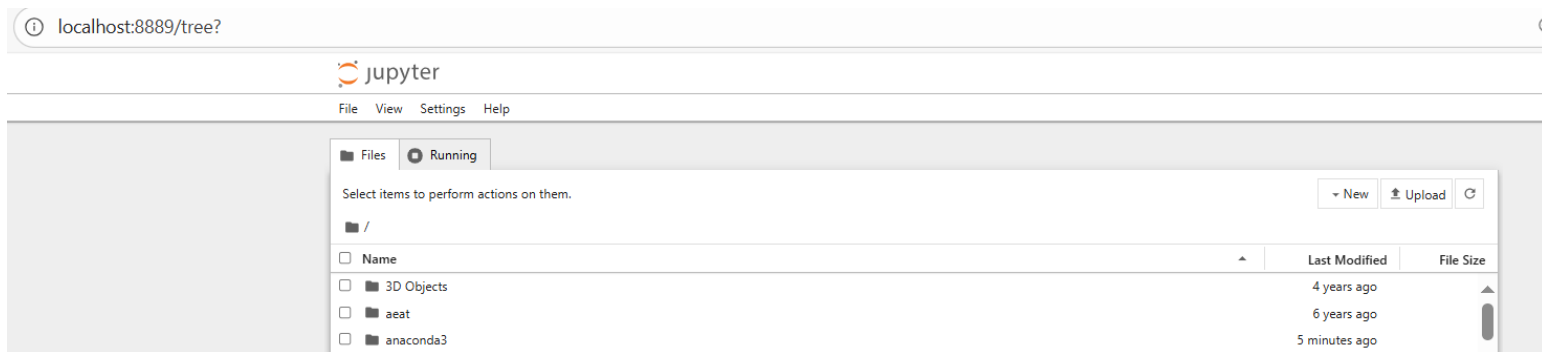 localhost:8889/tree?
jupyter
File View Settings Help
Files Running
Select items to perform actions on them.
New Upload
/
Name Last Modified File Size
3D Objects 4 years ago
aeat 6 years ago
anaconda3 5 minutes ago